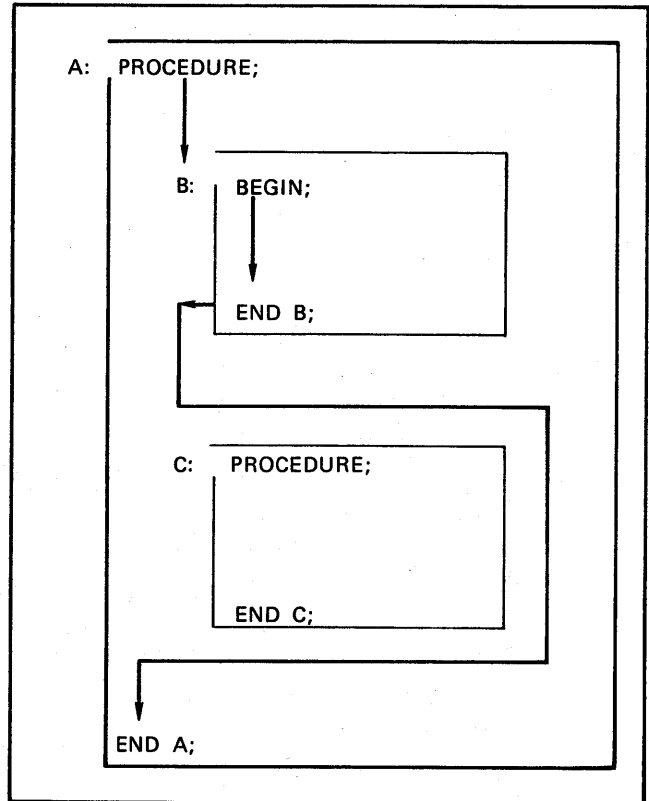 A: PROCEDURE;
B: BEGIN;
END B;
C: PROCEDURE;
END C;
END A;